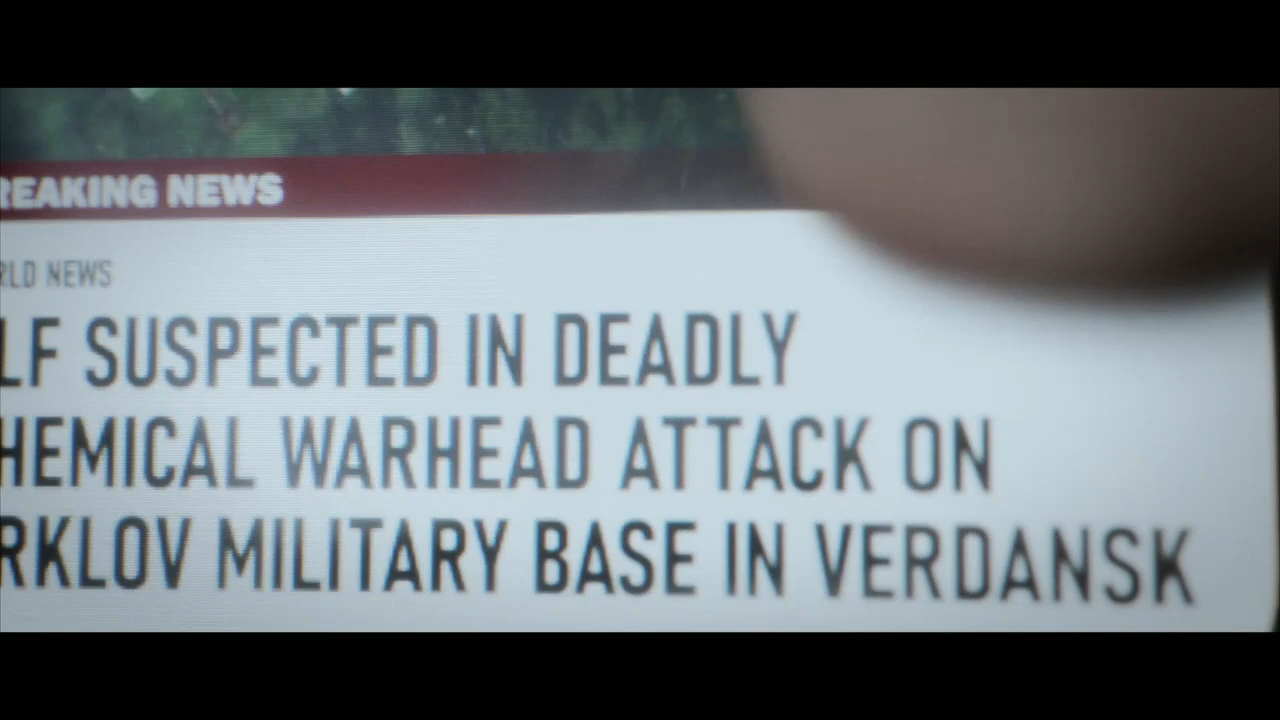 REAKING NEWS
RLD NEWS
LF SUSPECTED IN DEADLY
HEMICAL WARHEAD ATTACK ON
RKLOV MILITARY BASE IN VERDANSK